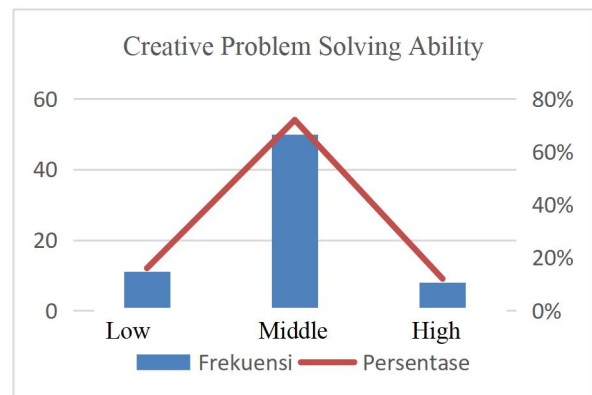 Creative Problem Solving Ability
60 80%
60%
40
40%
20
20%
0 0%
Low Middle High
Frekuensi Persentase